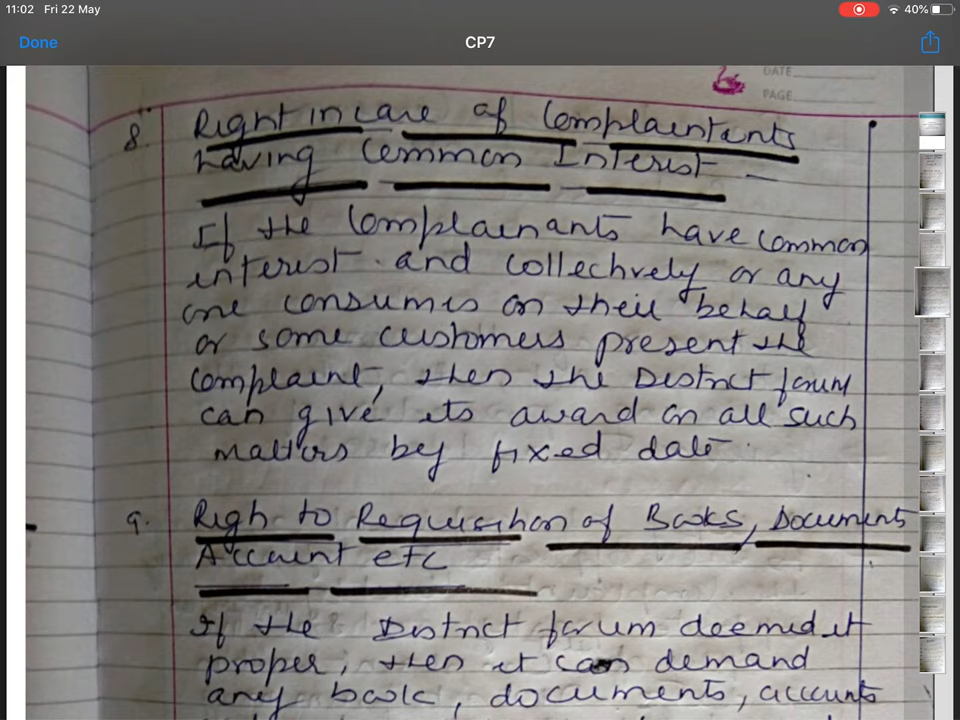 11:02 Fri 22 May
40%
Done
CP7
DATE
PAGE
8. Right in case of Complaintants
having Common Interest
If the Complainants have common
interest and collectively or any
one consumes on their behalf
or some customers present the
Complaint, then the District forum
can give its award on all such
matters by fixed date.
9. Righ to Requisition of Books, Document
Account etc
If the District forum deemed it
proper, then it can demand
any book, documents, accounts